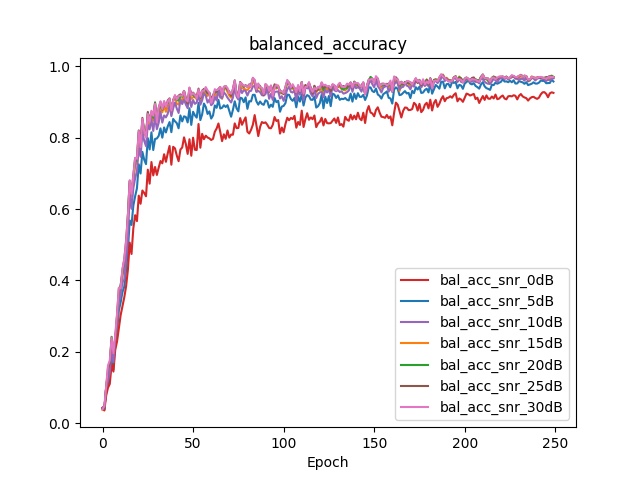 balanced_accuracy
1.0
0.8
0.6
0.4
0.2
0.0
bal_acc_snr_0dB
bal_acc_snr_5dB
bal_acc_snr_10dB
bal_acc_snr_15dB
bal_acc_snr_20dB
bal_acc_snr_25dB
bal_acc_snr_30dB
0 50 100 150 200 250
Epoch